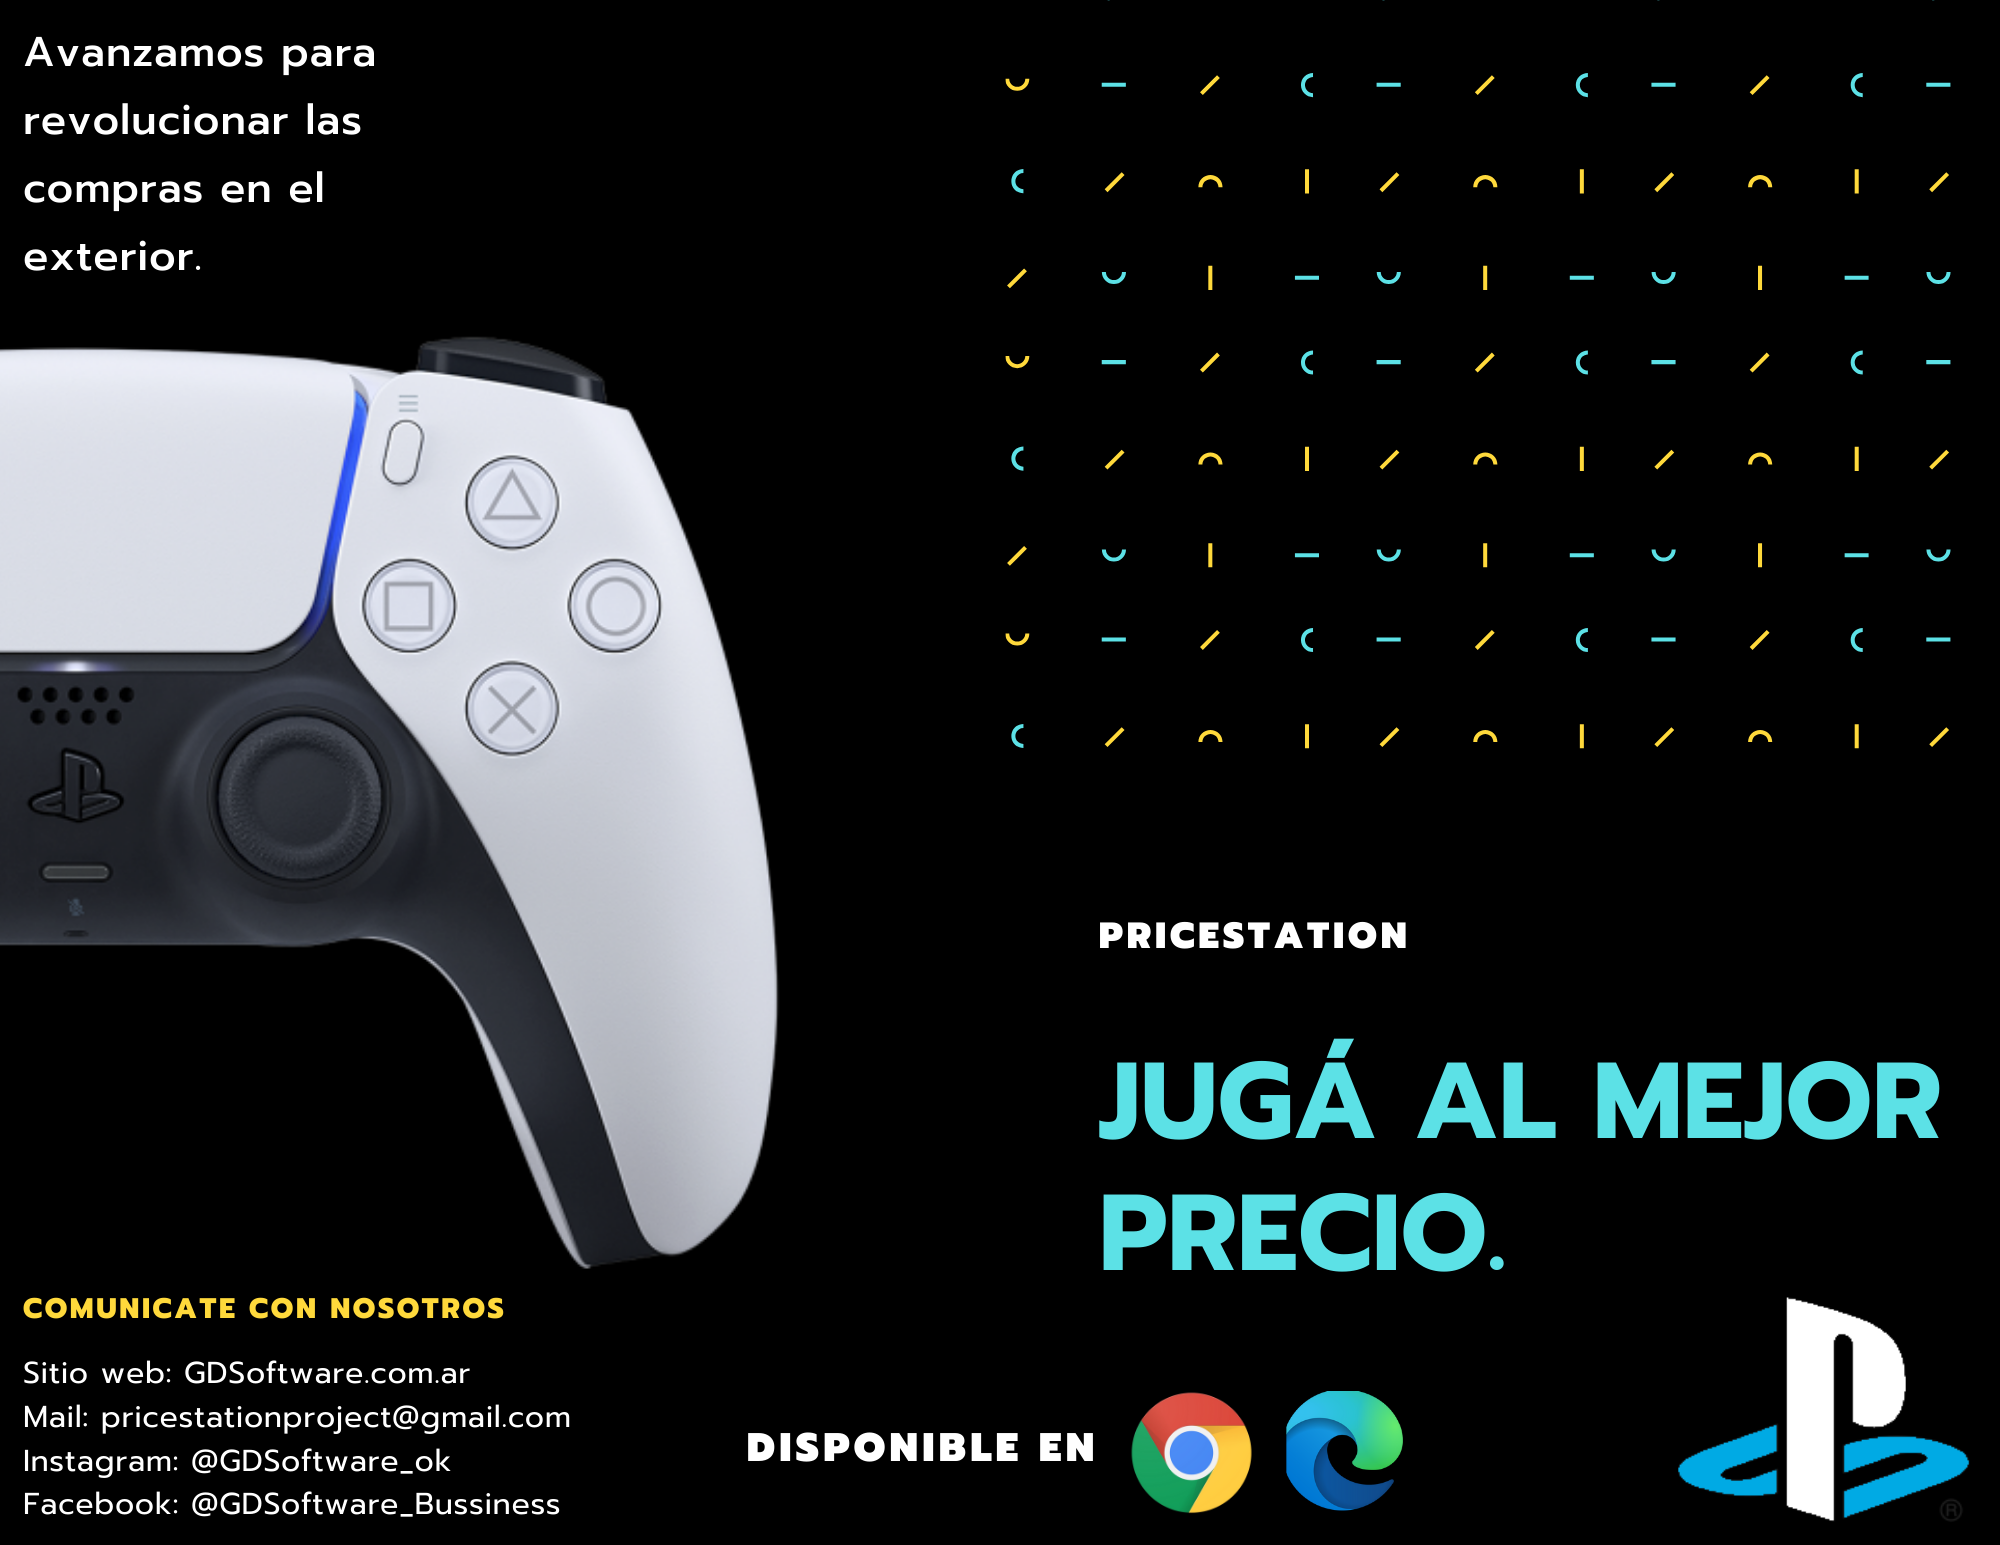 Avanzamos para
revolucionar las
compras en el
exterior.
PRICESTATION
JUGÁ AL MEJOR
PRECIO.
COMUNICATE CON NOSOTROS
Sitio web: GDSoftware.com.ar
Mail: pricestationproject@gmail.com
Instagram: @GDSoftware_ok
Facebook: @GDSoftware_Bussiness
DISPONIBLE EN
®